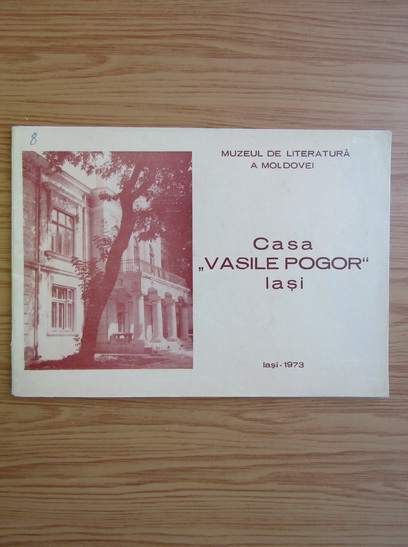 8
MUZEUL DE LITERATURĂ
A MOLDOVEI
Casa
„VASILE POGOR“
Iași
Iași - 1973